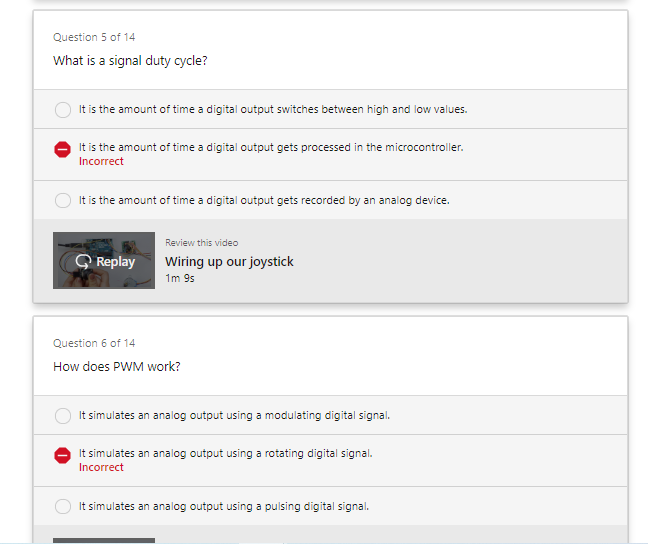 Question 5 of 14
What is a signal duty cycle?
It is the amount of time a digital output switches between high and low values.
It is the amount of time a digital output gets processed in the microcontroller.
Incorrect
It is the amount of time a digital output gets recorded by an analog device.
Review this video
Replay
Wiring up our joystick
1m 9s
Question 6 of 14
How does PWM work?
It simulates an analog output using a modulating digital signal.
It simulates an analog output using a rotating digital signal.
Incorrect
It simulates an analog output using a pulsing digital signal.